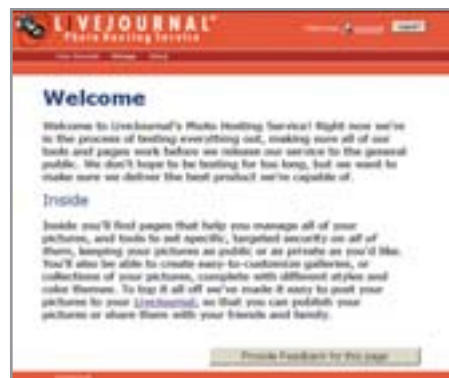 LIVEJOURNAL
Photo Hosting Service
Welcome
Welcome to LiveJournal's Photo Hosting Service! Right now we're
in the process of testing everything out, making sure all of our
tools and pages work before we release our service to the general
public. We don't hope to be testing for too long, but we want to
make sure we deliver the best product we're capable of.
Inside
Inside you'll find pages that help you manage all of your
pictures, and tools to set specific, targeted security on all of
them, keeping your pictures as public or as private as you'd like.
You'll also be able to create easy-to-customize galleries, or
collections of your pictures, complete with different styles and
color themes. To top it all off we've made it easy to post your
pictures to your LiveJournal, so that you can publish your
pictures or share them with your friends and family.
Provide Feedback for this page